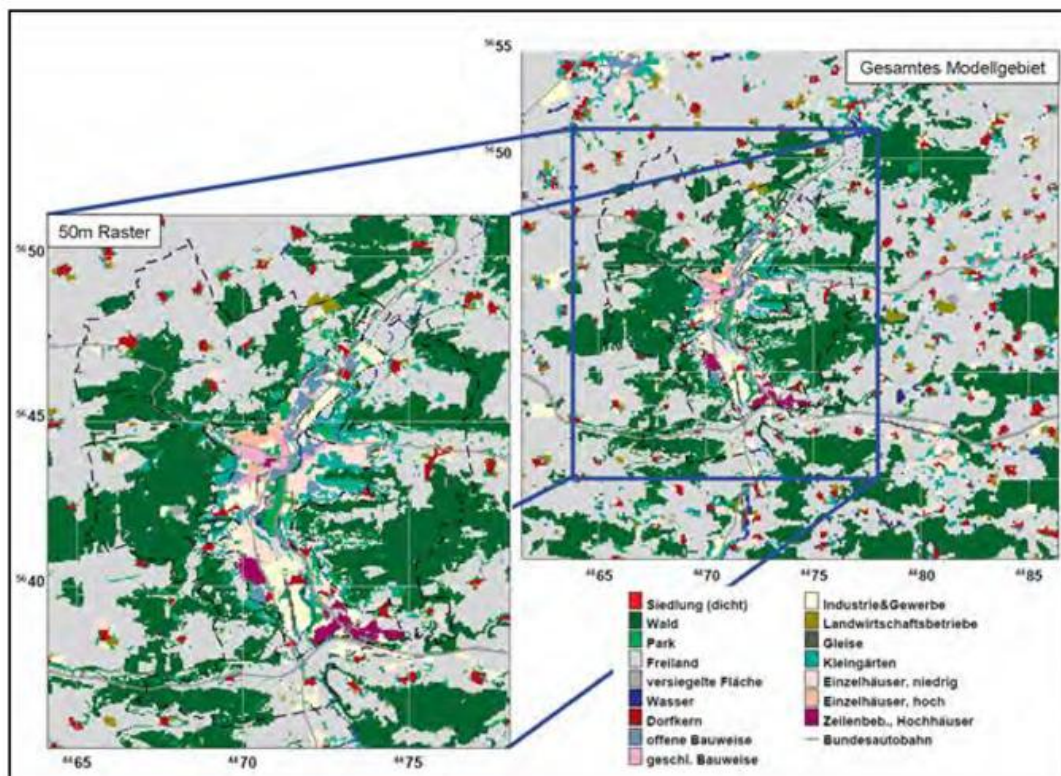 Gesamtes Modellgebiet
⁵⁶55
⁵⁶50
50m Raster
⁵⁶50
⁵⁶45
⁵⁶40
⁴⁴65 ⁴⁴70 ⁴⁴75 ⁴⁴80 ⁴⁴85
⁴⁴65 ⁴⁴70 ⁴⁴75
Siedlung (dicht)
Wald
Park
Freiland
versiegelte Fläche
Wasser
Dorfkern
offene Bauweise
geschl. Bauweise
Industrie&Gewerbe
Landwirtschaftsbetriebe
Gleise
Kleingärten
Einzelhäuser, niedrig
Einzelhäuser, hoch
Zeilenbeb., Hochhäuser
Bundesautobahn